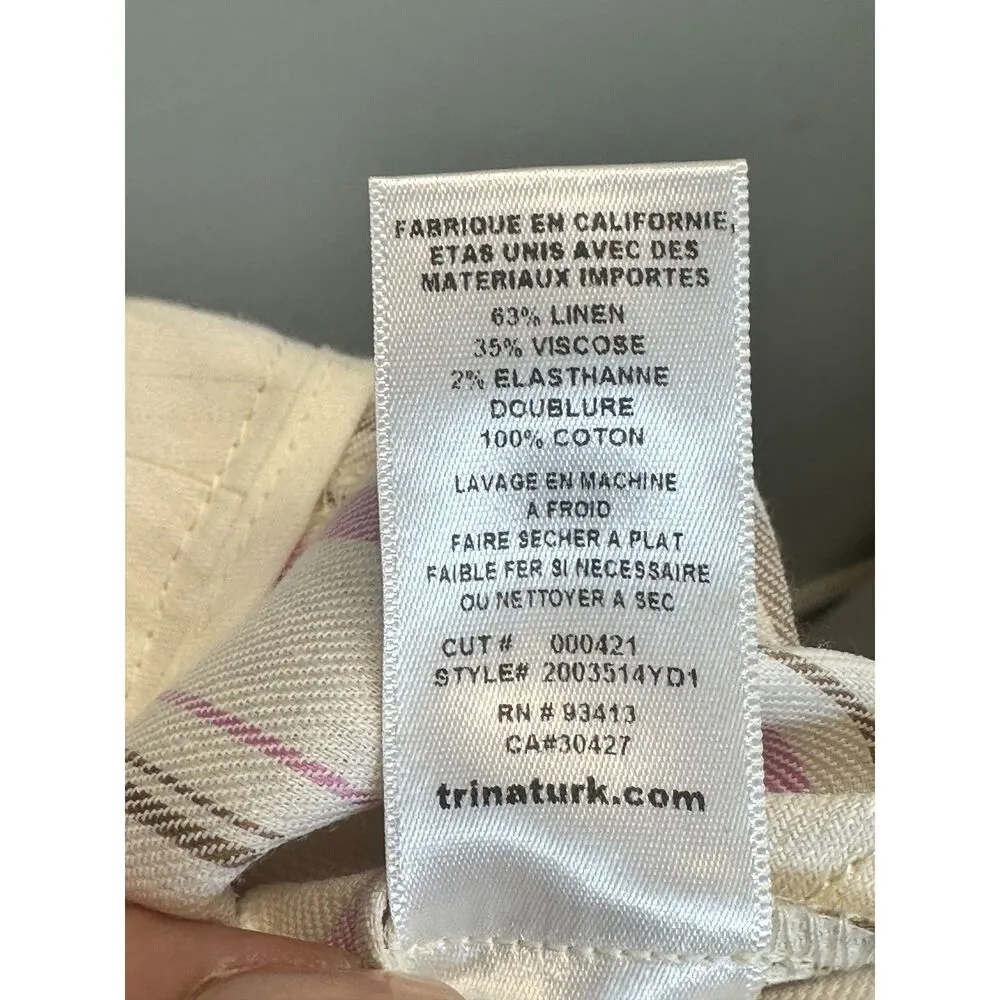 FABRIQUE EN CALIFORNIE,
ETAS UNIS AVEC DES
MATERIAUX IMPORTES
63% LINEN
35% VISCOSE
2% ELASTHANNE
DOUBLURE
100% COTON
LAVAGE EN MACHINE
A FROID
FAIRE SECHER A PLAT
FAIBLE FER SI NECESSAIRE
OU NETTOYER A SEC
CUT # 000421
STYLE# 2003514YD1
RN # 93413
CA#30427
trinaturk.com